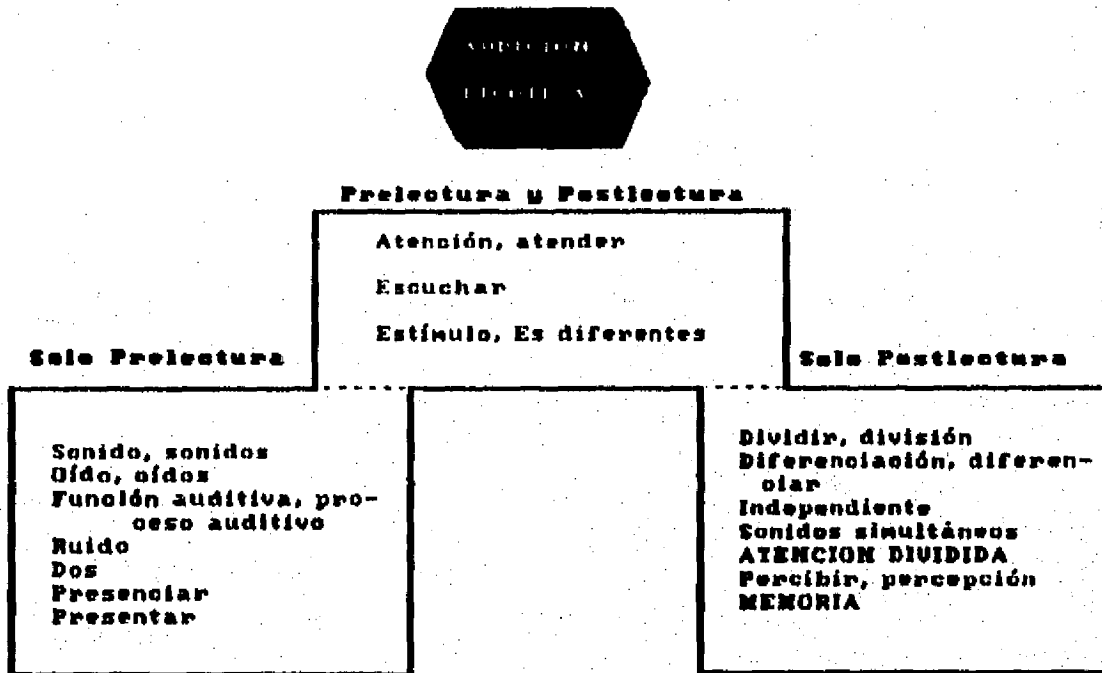 AUDICION
Prelectura y Postlectura
Atención, atender
Escuchar
Estímulo, Es diferentes
Solo Prelectura
Solo Postlectura
Sonido, sonidos
Oído, oídos
Función auditiva, pro-
ceso auditivo
Ruido
Dos
Presenciar
Presentar
Dividir, división
Diferenciación, diferen-
ciar
Independiente
Sonidos simultáneos
ATENCION DIVIDIDA
Percibir, percepción
MEMORIA